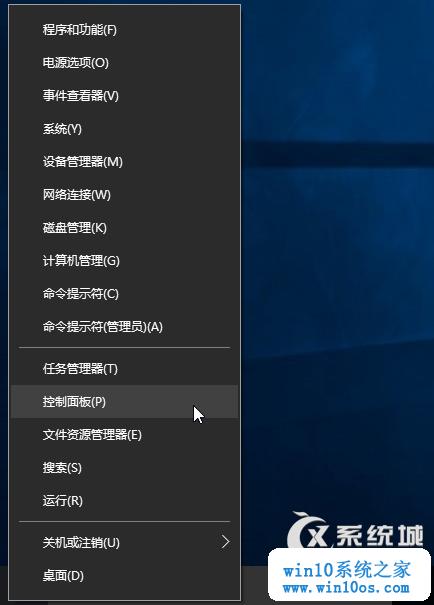 程序和功能(F)
电源选项(O)
事件查看器(V)
系统(Y)
设备管理器(M)
网络连接(W)
磁盘管理(K)
计算机管理(G)
命令提示符(C)
命令提示符(管理员)(A)
任务管理器(T)
控制面板(P)
文件资源管理器(E)
搜索(S)
运行(R)
关机或注销(U)
桌面(D)
系统城
win10系统之家
www.win10os.com